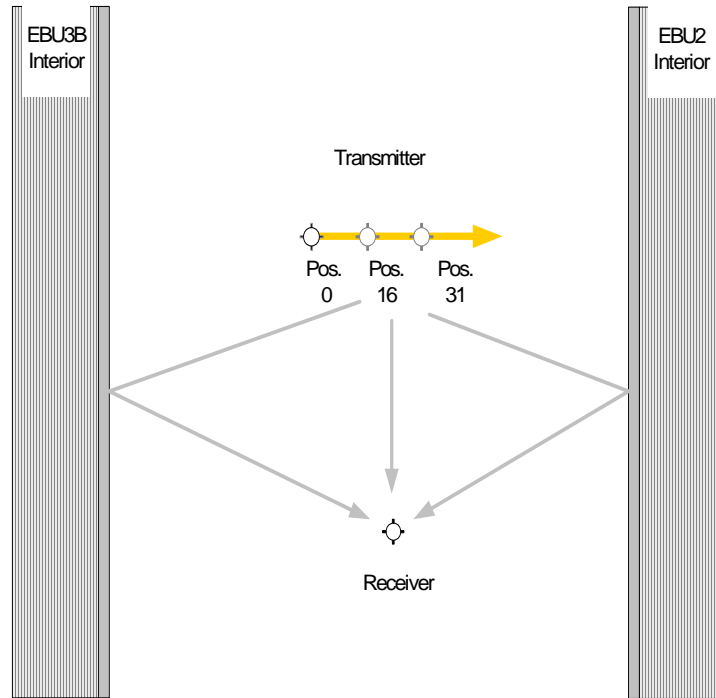 EBU3B
Interior
EBU2
Interior
Transmitter
Pos.
0
Pos.
16
Pos.
31
Receiver